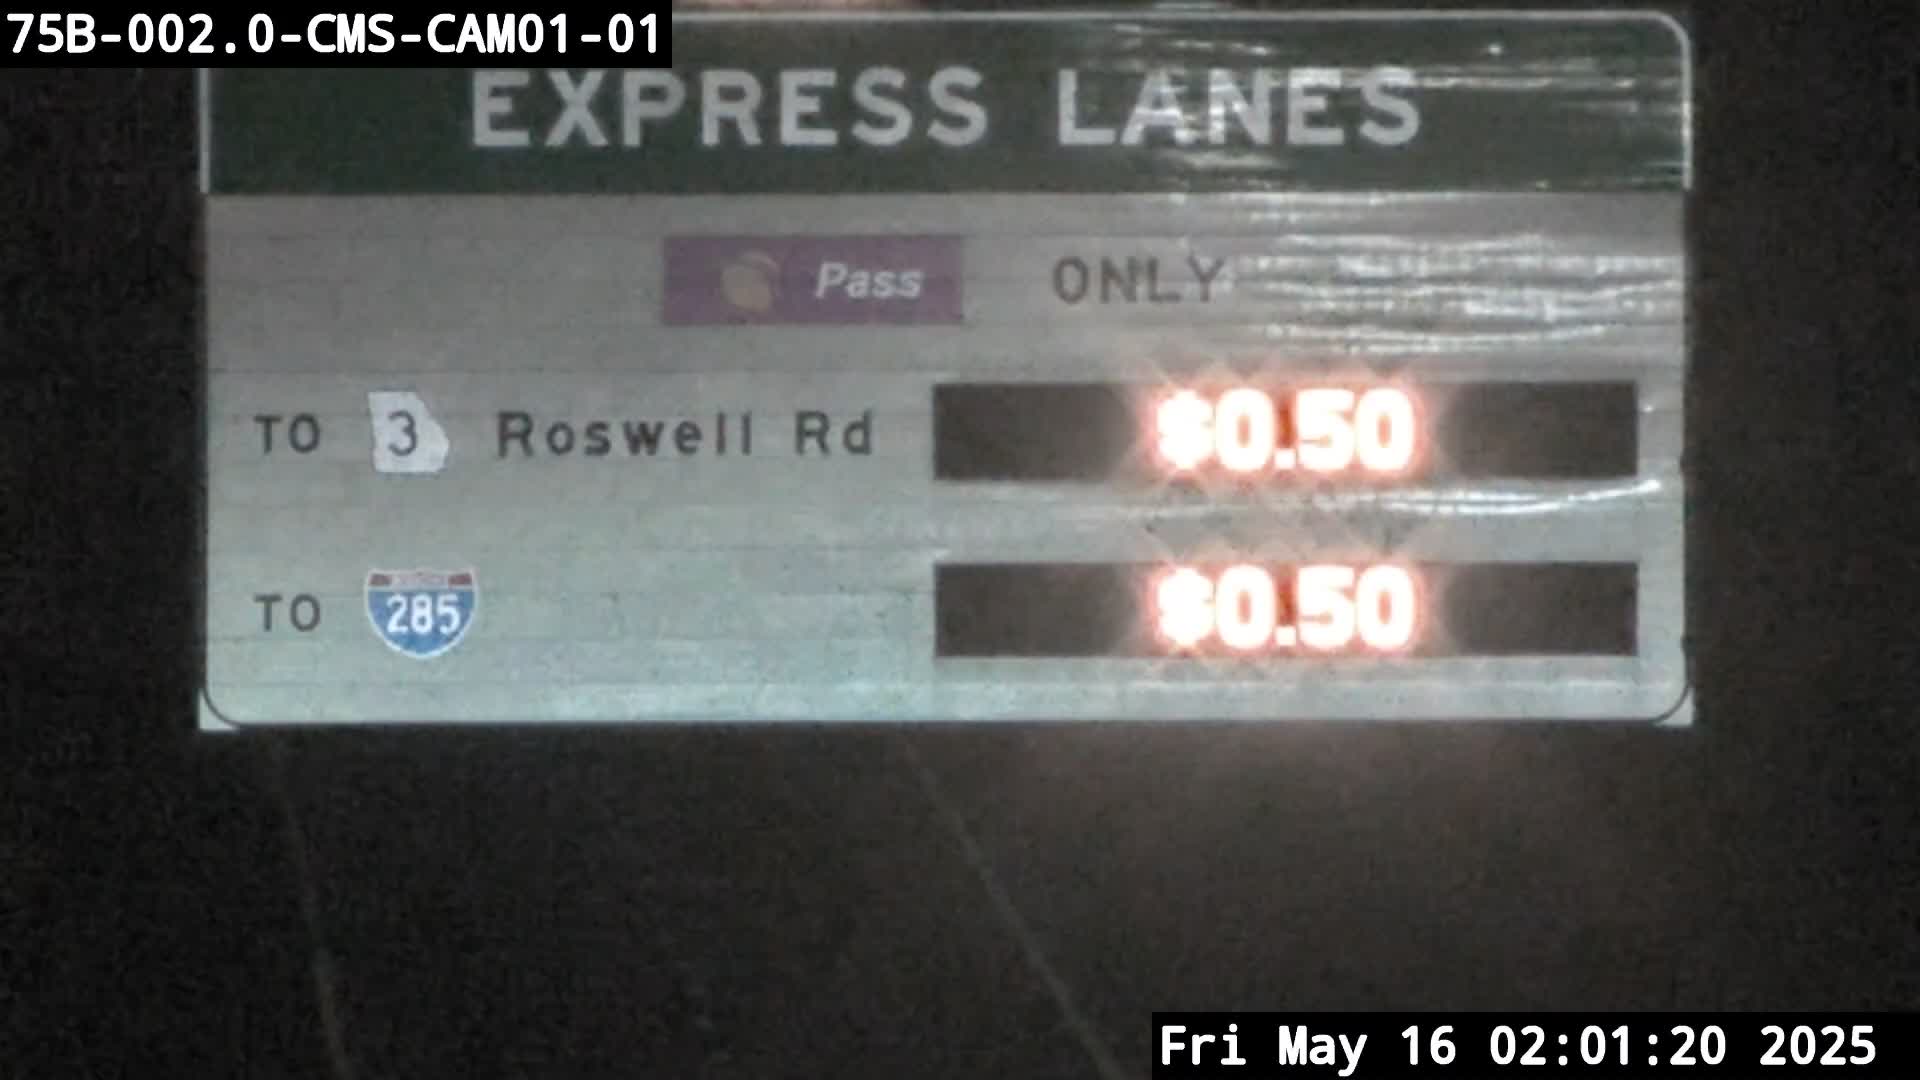 75B-002.0-CMS-CAM01-01
EXPRESS LANES
Pass ONLY
TO 3 Roswell Rd $0.50
TO 285 $0.50
Fri May 16 02:01:20 2025